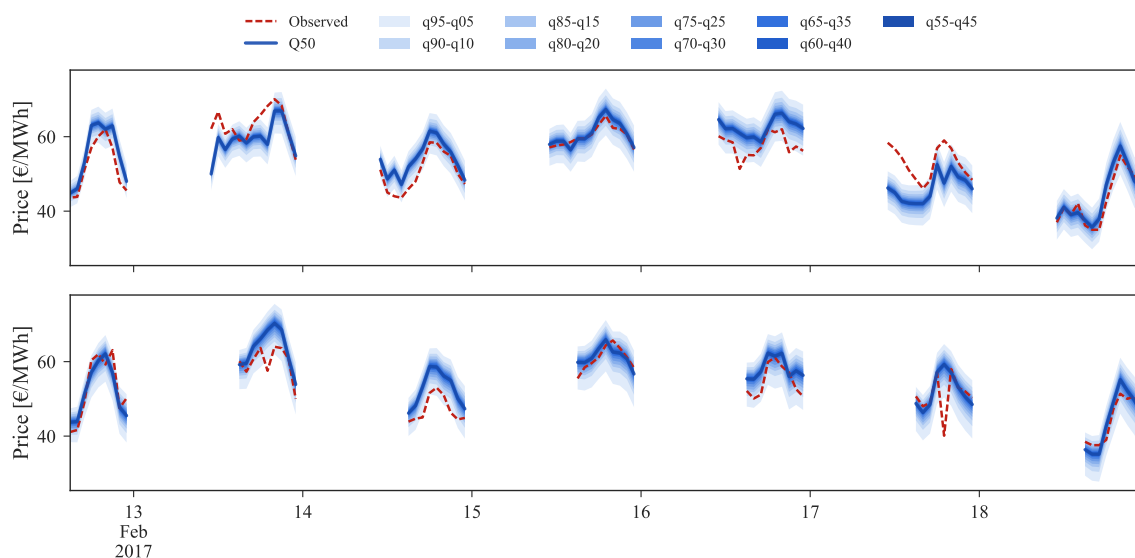 Observed q95-q05 q85-q15 q75-q25 q65-q35 q55-q45
Q50 q90-q10 q80-q20 q70-q30 q60-q40
Price [€/MWh]
60
40
Price [€/MWh]
60
40
13 14 15 16 17 18
Feb
2017